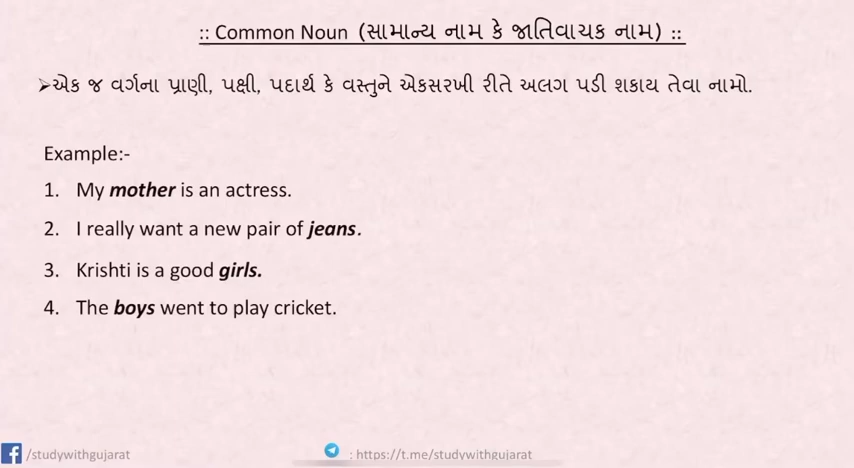 :: Common Noun (સામાન્ય નામ કે જાતિવાચક નામ) ::
➢એક જ વર્ગના પ્રાણી, પક્ષી, પદાર્થ કે વસ્તુને એકસરખી રીતે અલગ પડી શકાય તેવા નામો.
Example:-
1. My mother is an actress.
2. I really want a new pair of jeans.
3. Krishti is a good girls.
4. The boys went to play cricket.
/studywithgujarat
: https://t.me/studywithgujarat